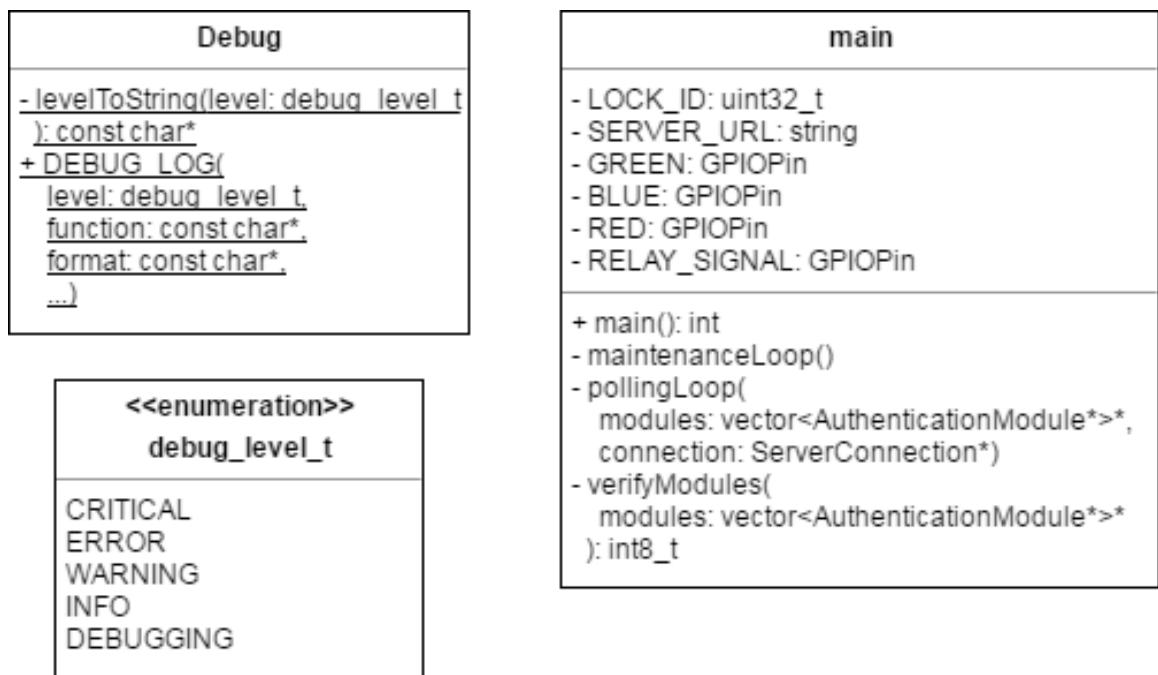 Debug
- levelToString(level: debug_level_t
): const char*
+ DEBUG_LOG(
level: debug_level_t,
function: const char*,
format: const char*,
...)
<<enumeration>>
debug_level_t
CRITICAL
ERROR
WARNING
INFO
DEBUGGING
main
- LOCK_ID: uint32_t
- SERVER_URL: string
- GREEN: GPIOPin
- BLUE: GPIOPin
- RED: GPIOPin
- RELAY_SIGNAL: GPIOPin
+ main(): int
- maintenanceLoop()
- pollingLoop(
modules: vector<AuthenticationModule*>*,
connection: ServerConnection*)
- verifyModules(
modules: vector<AuthenticationModule*>*
): int8_t